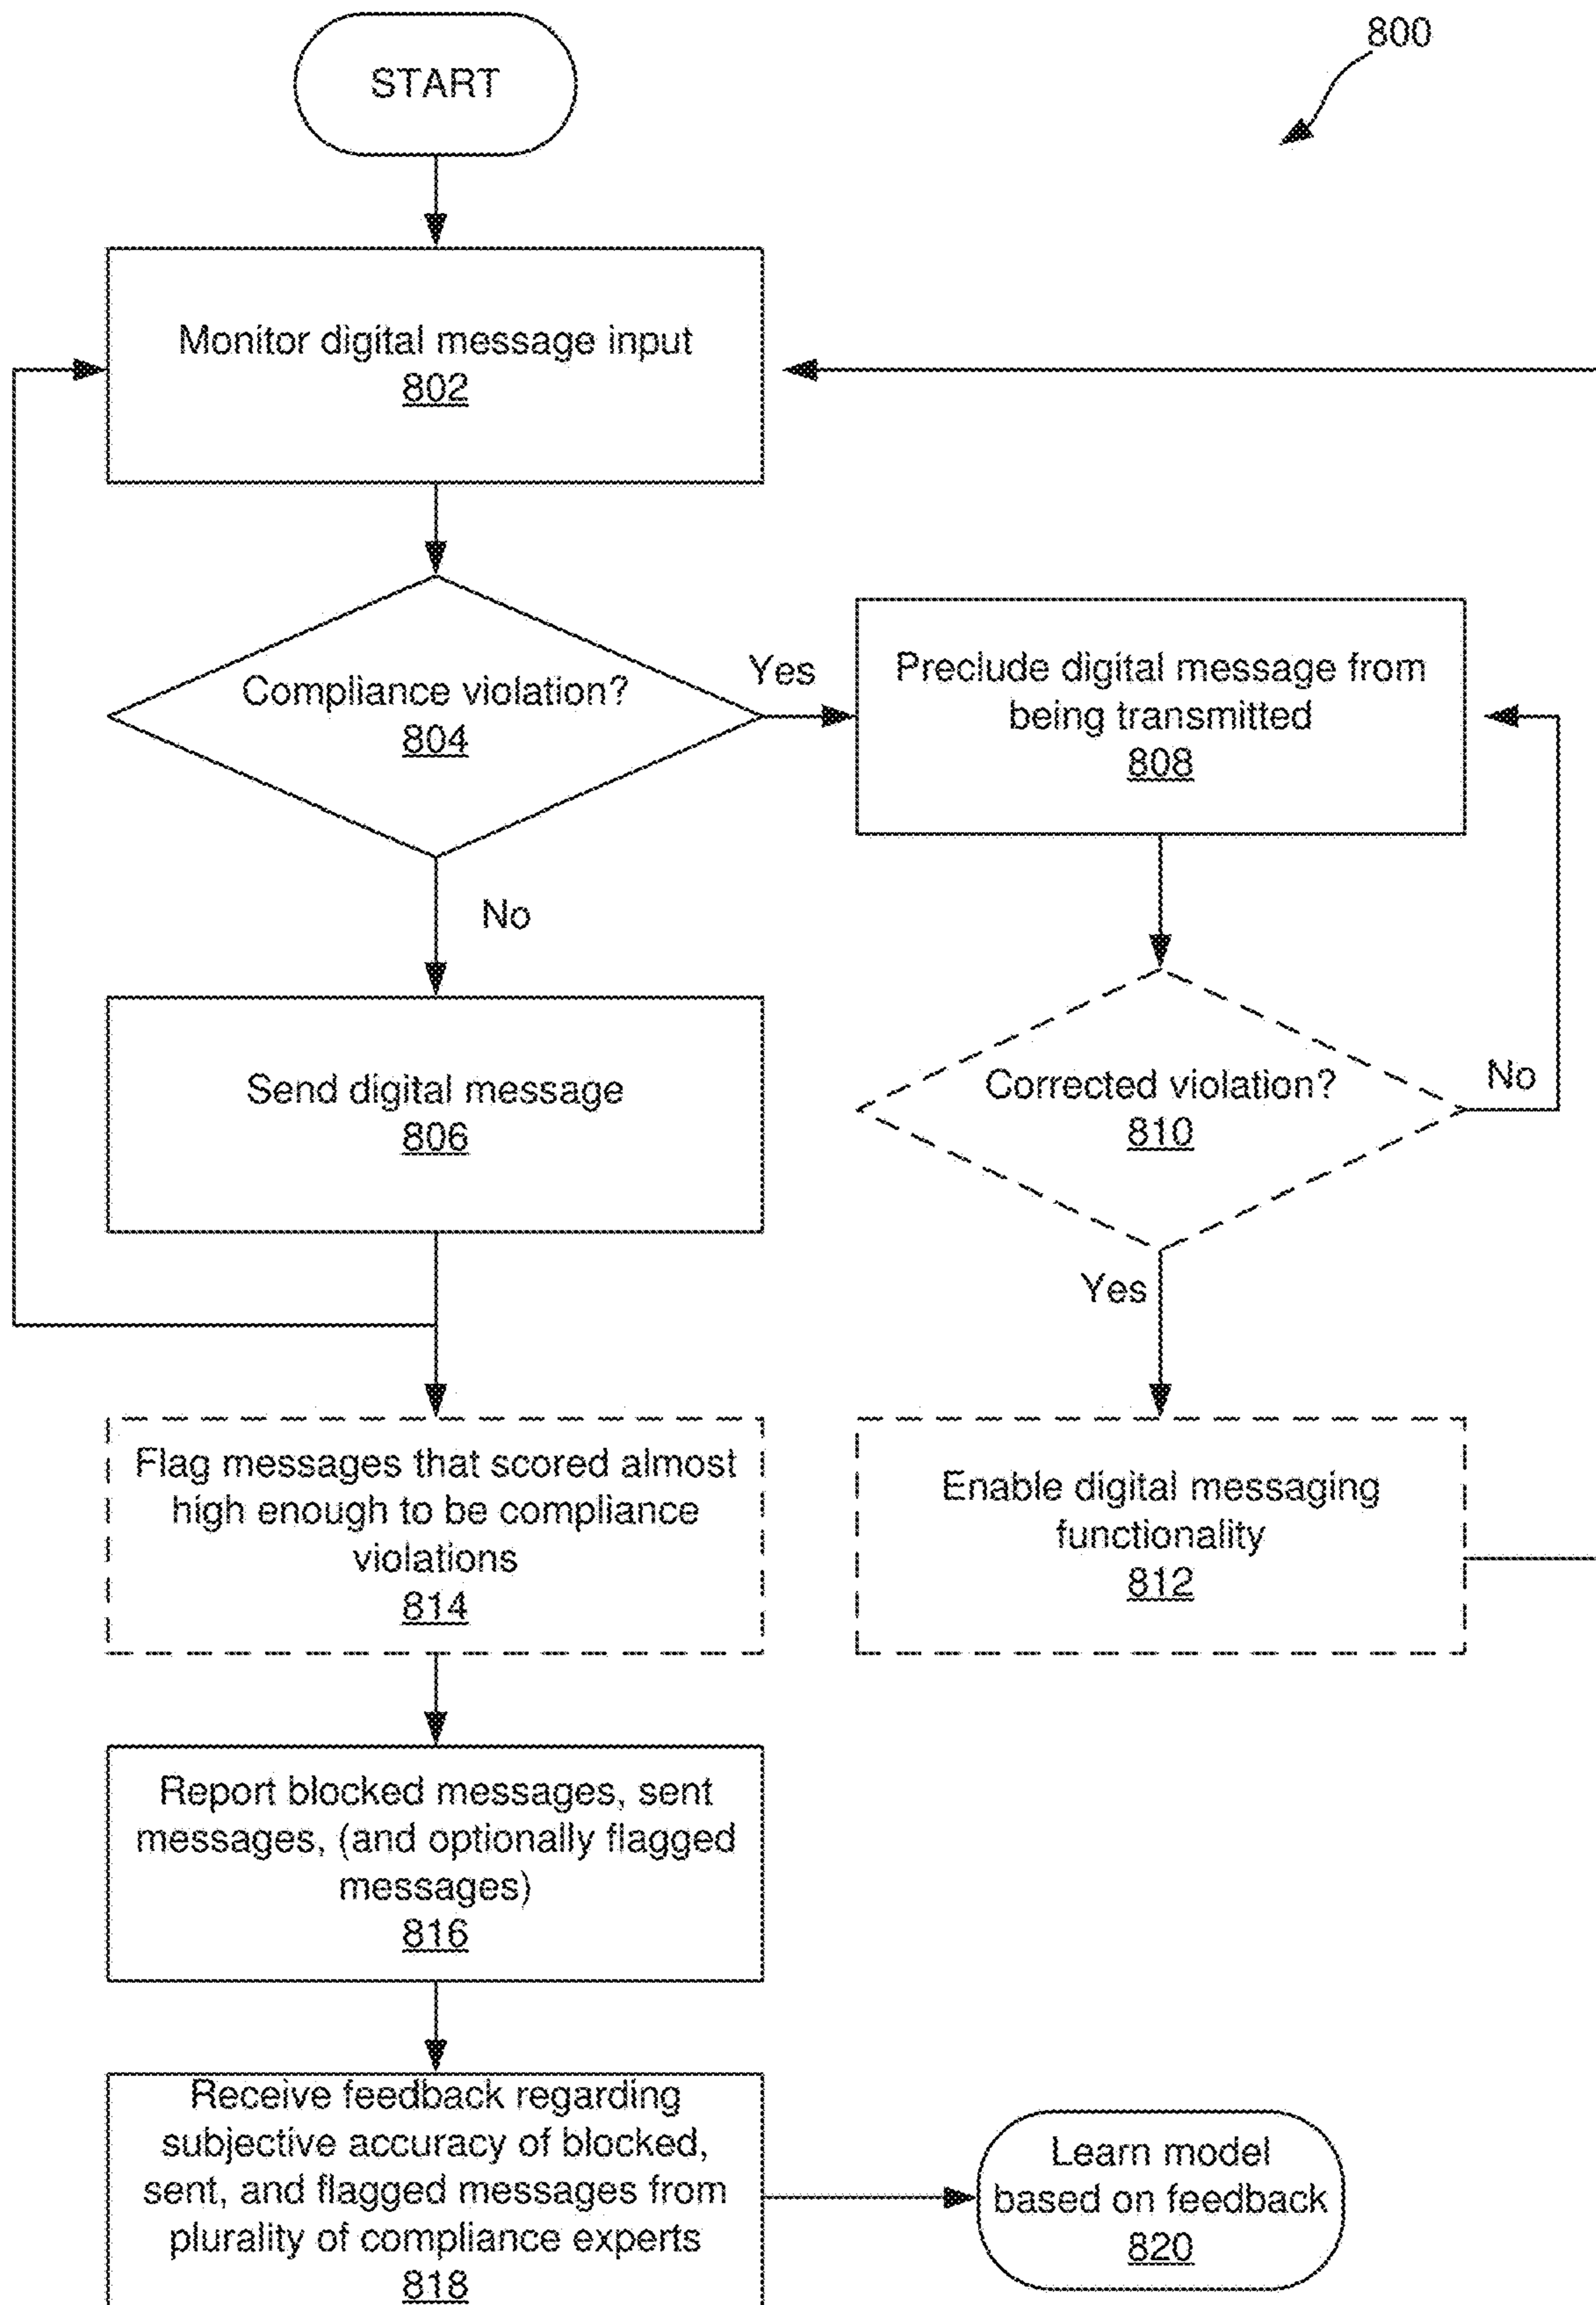 START
800
Monitor digital message input
802
Compliance violation?
804
Yes
Preclude digital message from
being transmitted
808
No
Send digital message
806
Corrected violation?
810
No
Yes
Flag messages that scored almost
high enough to be compliance
violations
814
Enable digital messaging
functionality
812
Report blocked messages, sent
messages, (and optionally flagged
messages)
816
Receive feedback regarding
subjective accuracy of blocked,
sent, and flagged messages from
plurality of compliance experts
818
Learn model
based on feedback
820